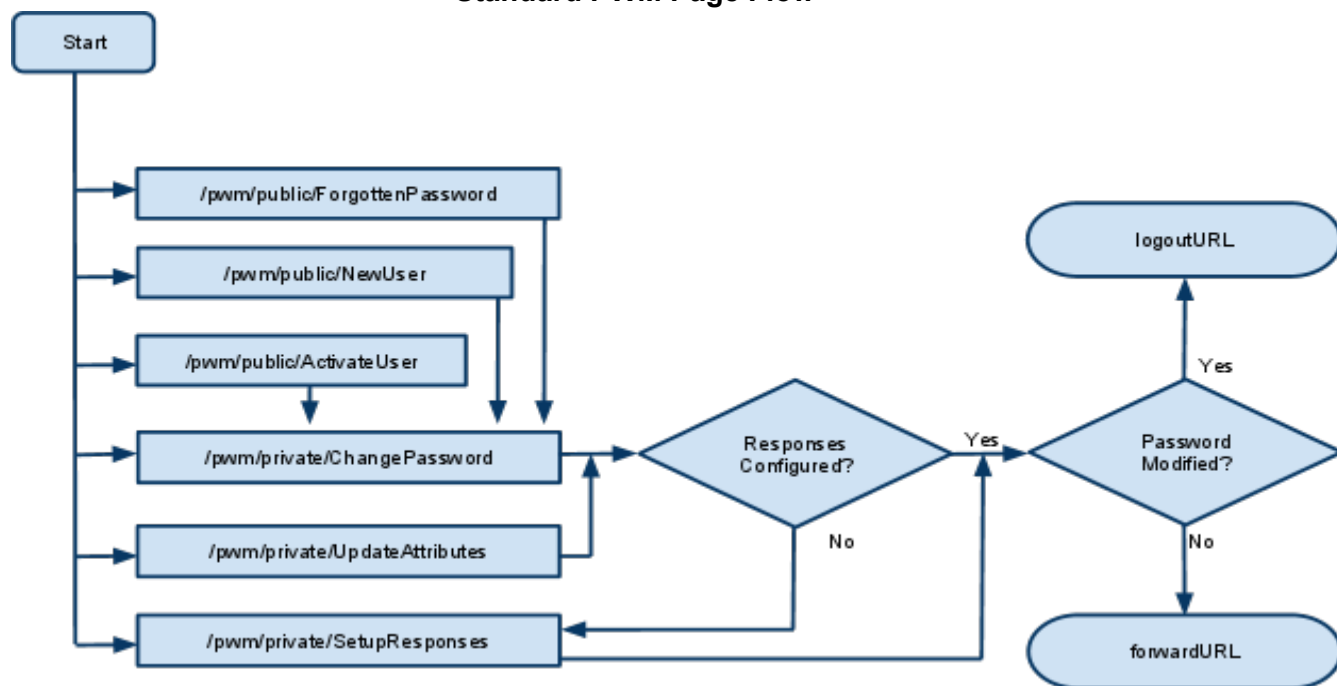 Start
/pwm/public/ForgottenPassword
/pwm/public/NewUser
/pwm/public/ActivateUser
/pwm/private/ChangePassword
/pwm/private/UpdateAttributes
/pwm/private/SetupResponses
Responses
Configured?
Yes
No
Password
Modified?
Yes
No
logoutURL
forwardURL